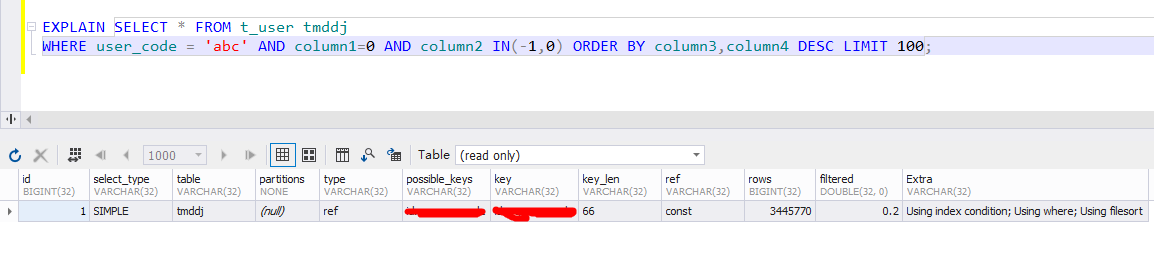 EXPLAIN SELECT * FROM t_user tmddj
WHERE user_code = 'abc' AND column1=0 AND column2 IN(-1,0) ORDER BY column3,column4 DESC LIMIT 100;
1000 Table (read only)
id select_type table partitions type possible_keys key key_len ref rows filtered Extra
BIGINT(32) VARCHAR(32) VARCHAR(32) NONE VARCHAR(32) VARCHAR(32) VARCHAR(32) VARCHAR(32) VARCHAR(32) BIGINT(32) DOUBLE(32, 0) VARCHAR(32)
1 SIMPLE tmddj (null) ref 66 const 3445770 0.2 Using index condition; Using where; Using filesort